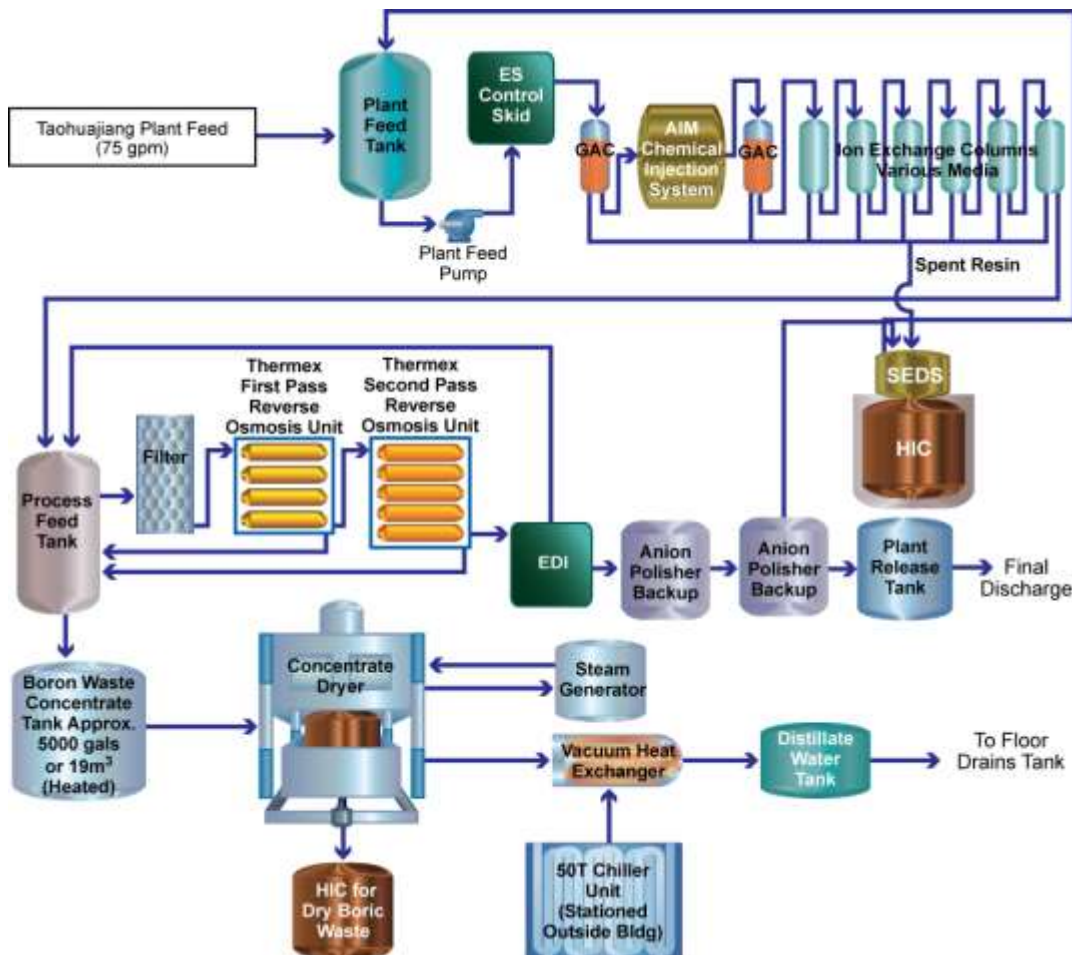 Taohuajiang Plant Feed
(75 gpm)
Plant
Feed
Tank
Plant Feed
Pump
ES
Control
Skid
GAC
AIM
Chemical
Injection
System
GAC
Ion Exchange Columns
Various Media
Spent Resin
SEDS
HIC
Thermex
First Pass
Reverse
Osmosis Unit
Thermex
Second Pass
Reverse
Osmosis Unit
Filter
Process
Feed
Tank
EDI
Anion
Polisher
Backup
Anion
Polisher
Backup
Plant
Release
Tank
Final
Discharge
Boron Waste
Concentrate
Tank Approx.
5000 gals
or 19m³
(Heated)
Concentrate
Dryer
Steam
Generator
Vacuum Heat
Exchanger
Distillate
Water
Tank
To Floor
Drains Tank
HIC for
Dry Boric
Waste
50T Chiller
Unit
(Stationed
Outside Bldg)